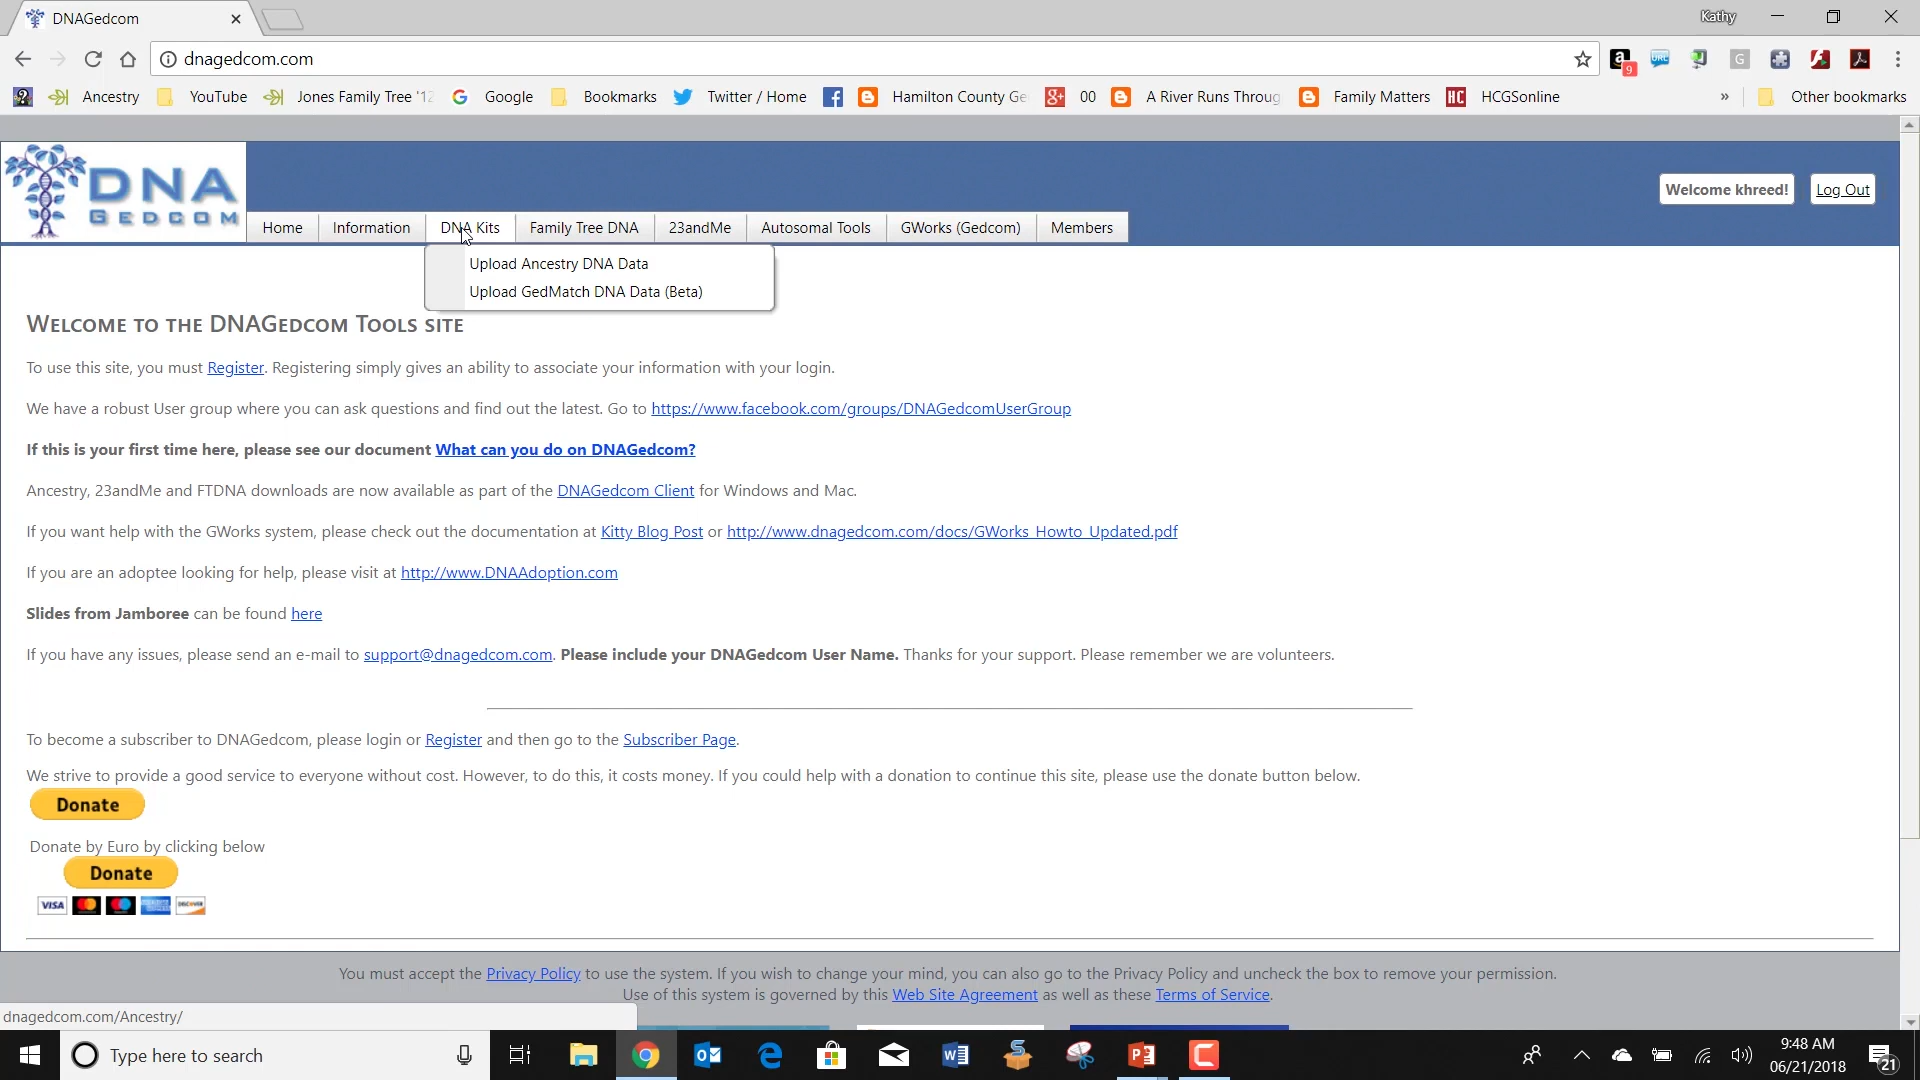 DNAGedcom
Kathy
dnagedcom.com
9
Ancestry YouTube Jones Family Tree '12 Google Bookmarks Twitter / Home Hamilton County Ge 00 A River Runs Throug Family Matters HCGSonline » Other bookmarks
DNA
GEDCOM
Welcome khreed! Log Out
Home Information DNA Kits Family Tree DNA 23andMe Autosomal Tools GWorks (Gedcom) Members
Upload Ancestry DNA Data
Upload GedMatch DNA Data (Beta)
WELCOME TO THE DNAGEDCOM TOOLS SITE
To use this site, you must Register. Registering simply gives an ability to associate your information with your login.
We have a robust User group where you can ask questions and find out the latest. Go to https://www.facebook.com/groups/DNAGedcomUserGroup
If this is your first time here, please see our document What can you do on DNAGedcom?
Ancestry, 23andMe and FTDNA downloads are now available as part of the DNAGedcom Client for Windows and Mac.
If you want help with the GWorks system, please check out the documentation at Kitty Blog Post or http://www.dnagedcom.com/docs/GWorks_Howto_Updated.pdf
If you are an adoptee looking for help, please visit at http://www.DNAAdoption.com
Slides from Jamboree can be found here
If you have any issues, please send an e-mail to support@dnagedcom.com. Please include your DNAGedcom User Name. Thanks for your support. Please remember we are volunteers.
To become a subscriber to DNAGedcom, please login or Register and then go to the Subscriber Page.
We strive to provide a good service to everyone without cost. However, to do this, it costs money. If you could help with a donation to continue this site, please use the donate button below.
Donate
Donate by Euro by clicking below
Donate
VISA DISCOVER
You must accept the Privacy Policy to use the system. If you wish to change your mind, you can also go to the Privacy Policy and uncheck the box to remove your permission.
Use of this system is governed by this Web Site Agreement as well as these Terms of Service.
dnagedcom.com/Ancestry/
Type here to search
9:48 AM
06/21/2018
21